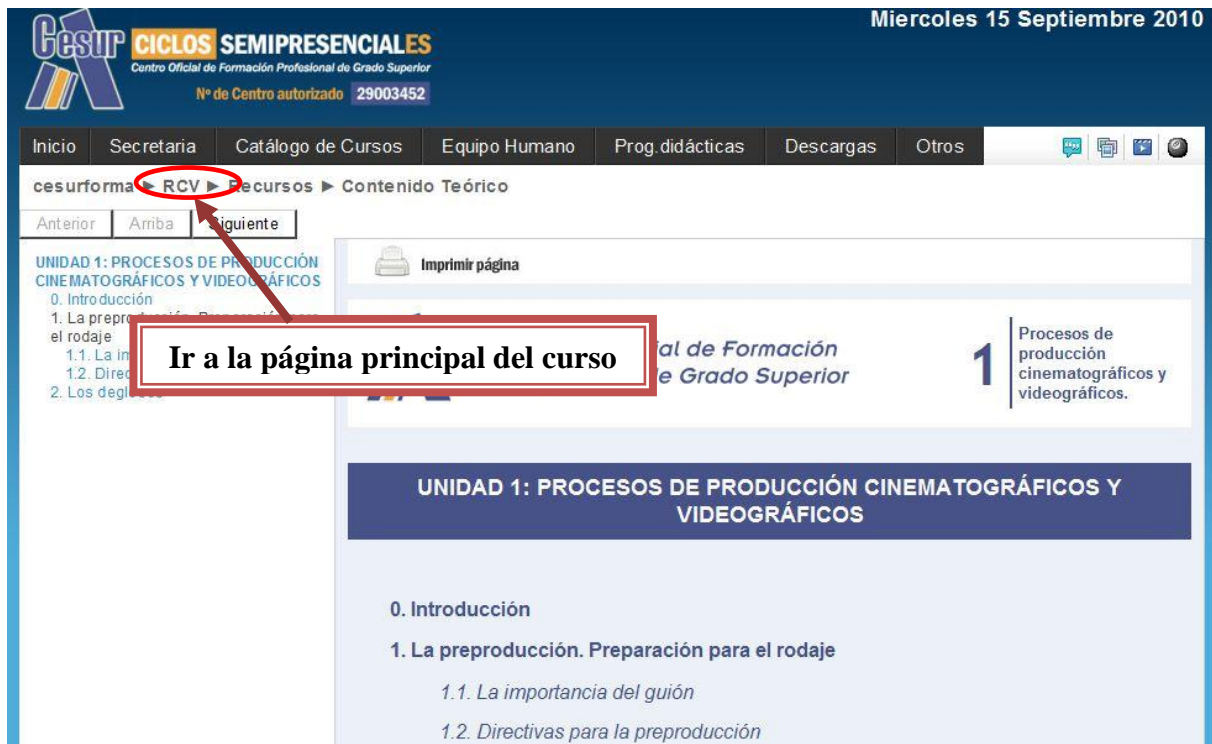 Miercoles 15 Septiembre 2010
Cesur CICLOS SEMIPRESENCIALES
Centro Oficial de Formación Profesional de Grado Superior
Nº de Centro autorizado 29003452
Inicio Secretaria Catálogo de Cursos Equipo Humano Prog.didácticas Descargas Otros
cesurforma ► RCV ► Recursos ► Contenido Teórico
Anterior Arriba Siguiente
UNIDAD 1: PROCESOS DE PRODUCCIÓN
CINEMATOGRÁFICOS Y VIDEOGRÁFICOS
0. Introducción
1. La preproducción. Preparación para
el rodaje
1.1. La im
1.2. Direc
2. Los
Imprimir página
Ir a la página principal del curso
ial de Formación
e Grado Superior
1
Procesos de
producción
cinematográficos y
videográficos.
UNIDAD 1: PROCESOS DE PRODUCCIÓN CINEMATOGRÁFICOS Y
VIDEOGRÁFICOS
0. Introducción
1. La preproducción. Preparación para el rodaje
1.1. La importancia del guión
1.2. Directivas para la preproducción